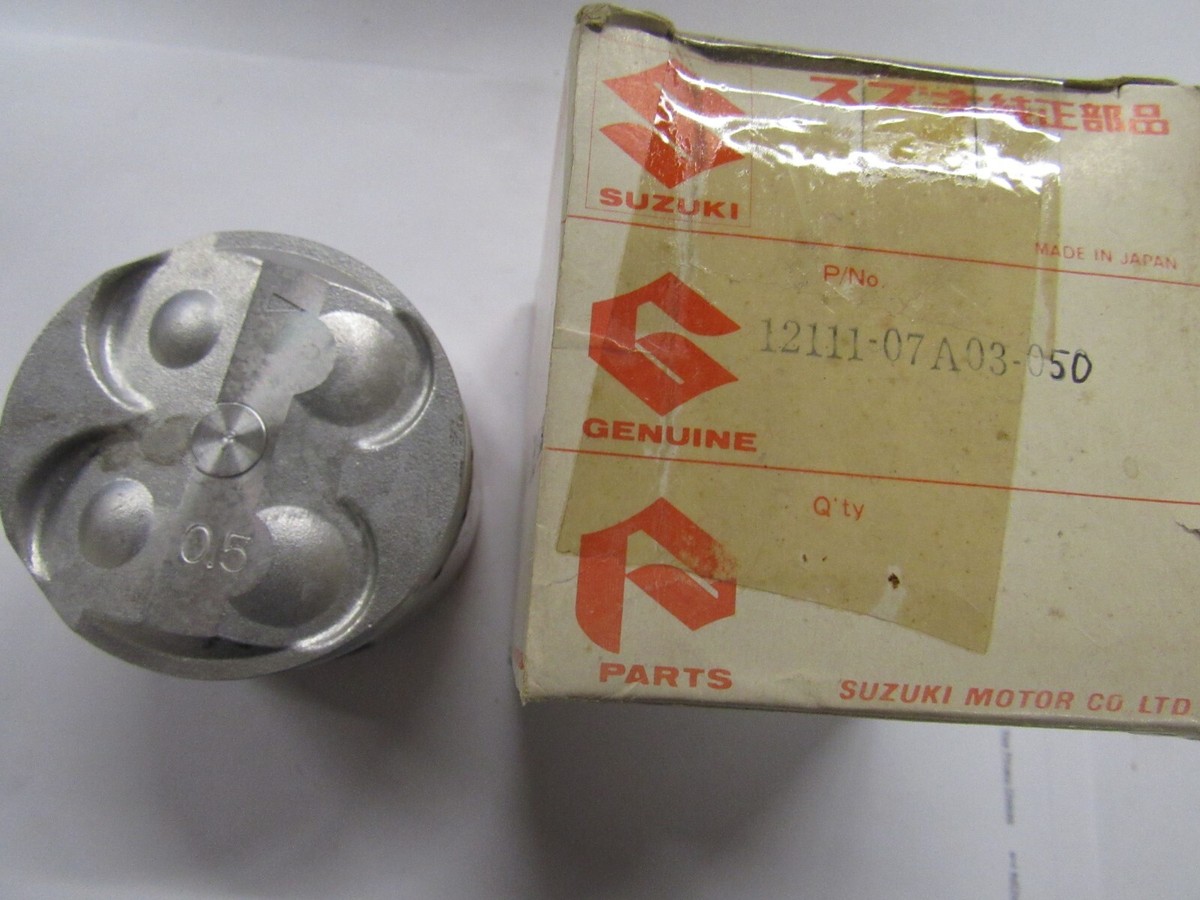 スズキ純正部品
SUZUKI
MADE IN JAPAN
P/No.
12111-07A03-050
GENUINE
Q'ty
PARTS
SUZUKI MOTOR CO LTD
0.5